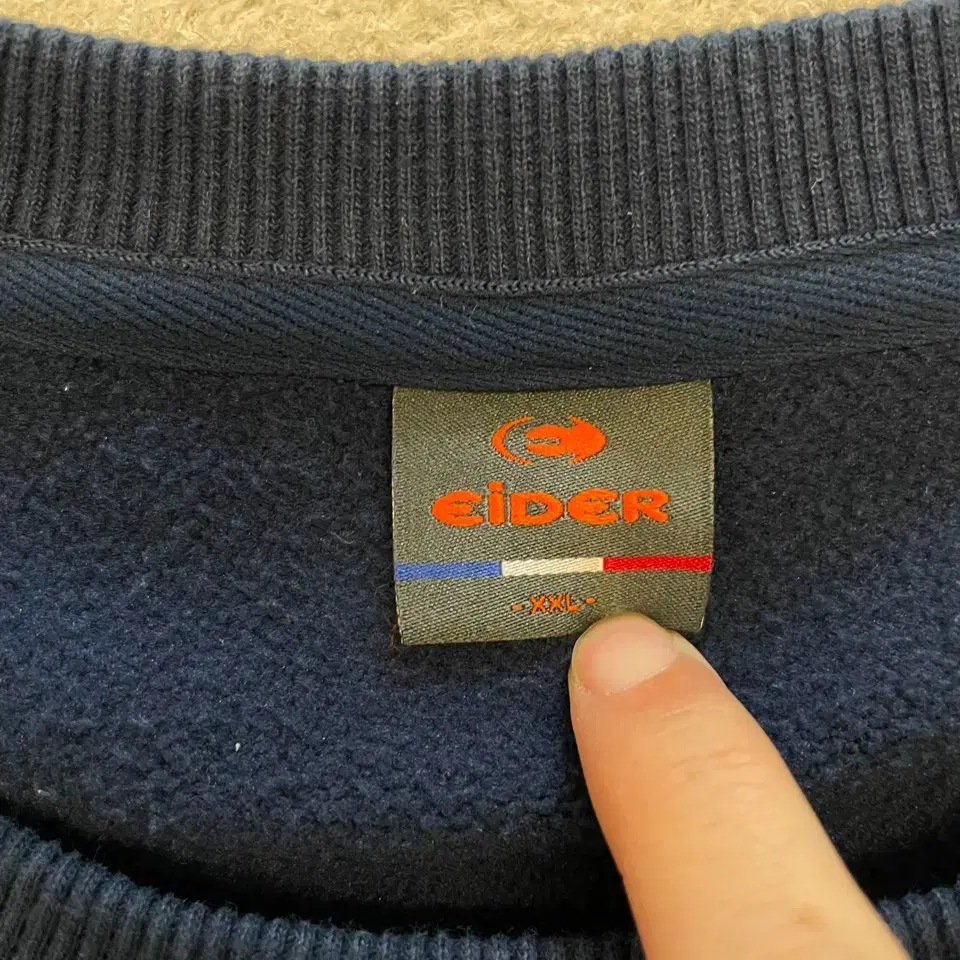 EiDER
- XXL -